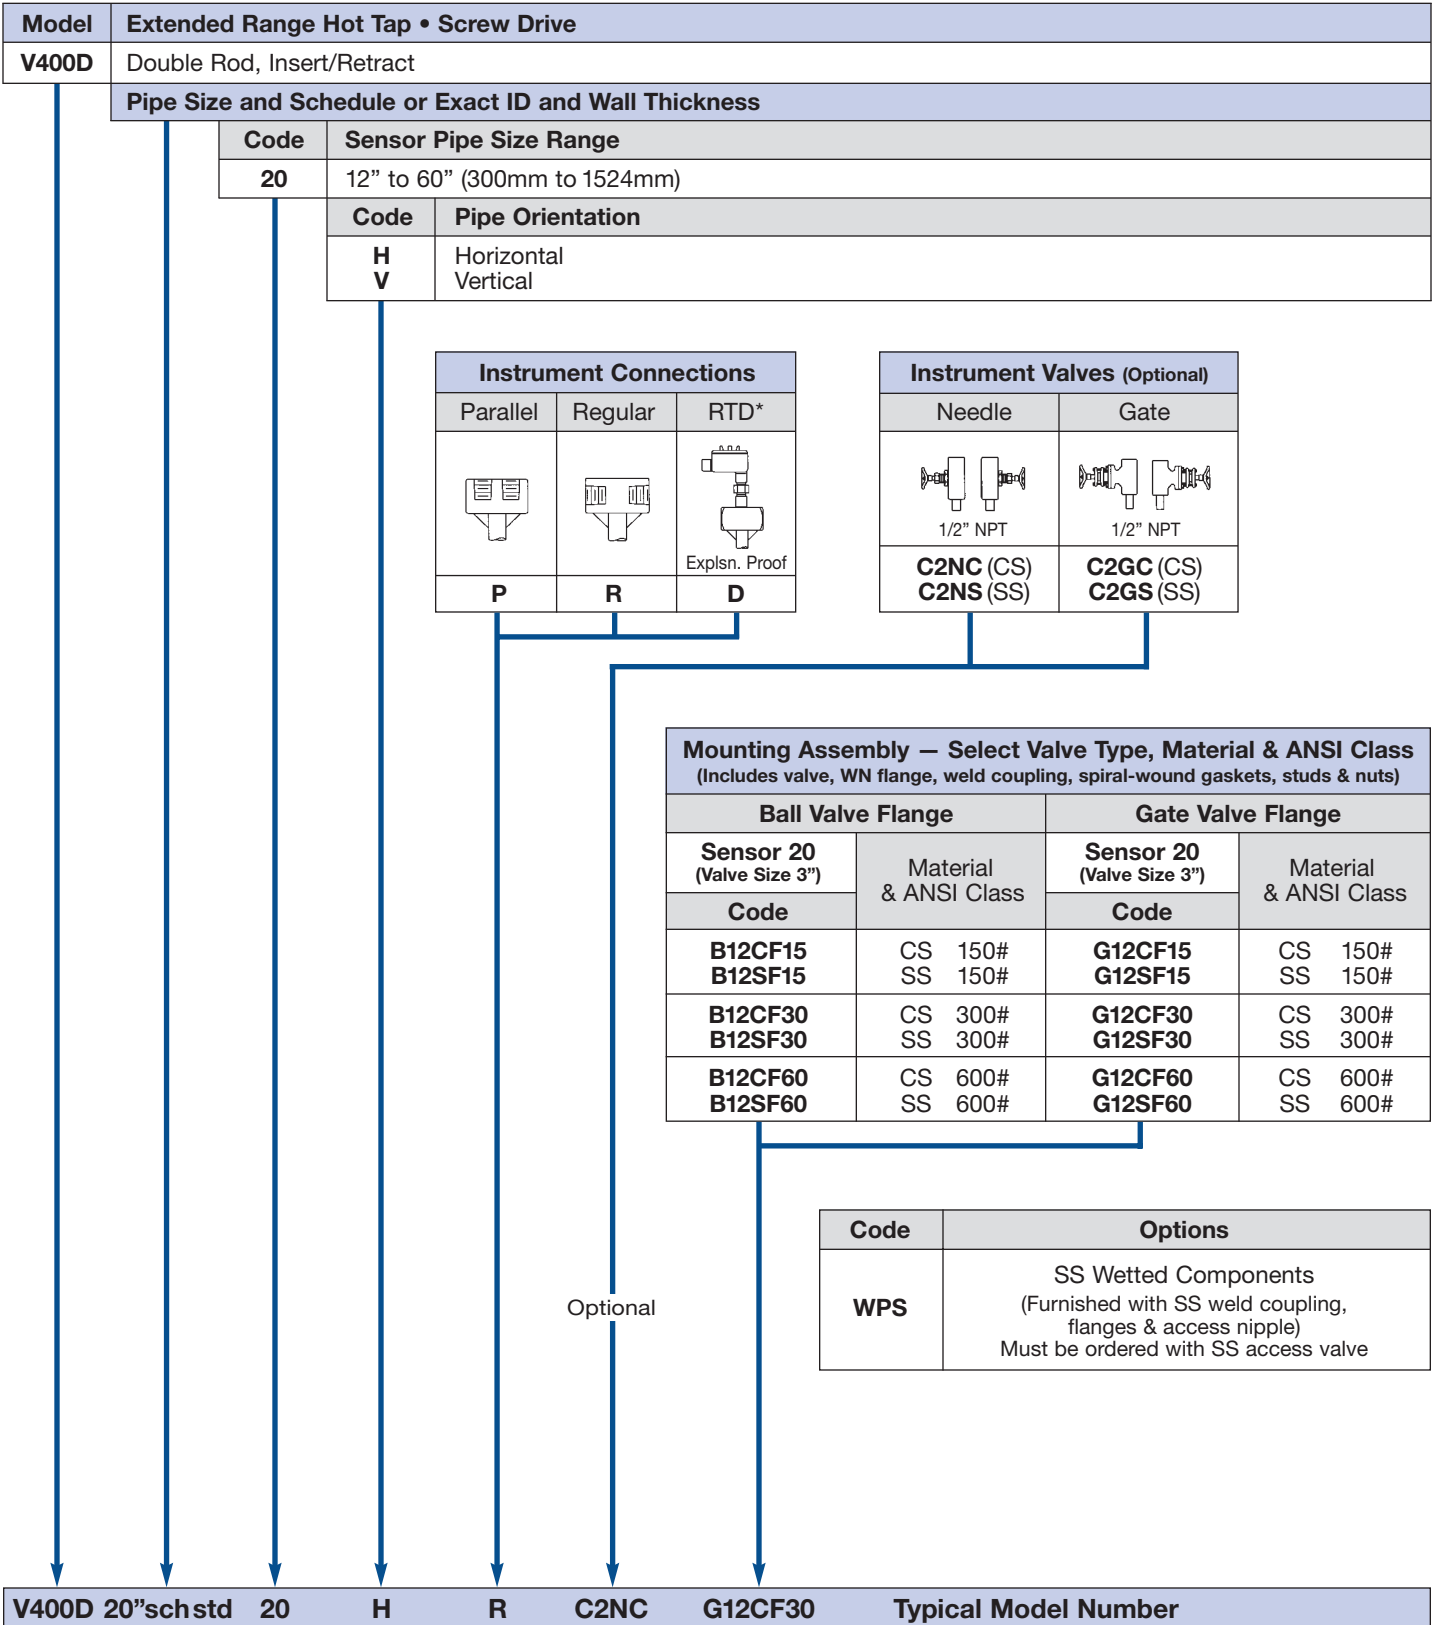 Model Extended Range Hot Tap • Screw Drive
V400D Double Rod, Insert/Retract
Pipe Size and Schedule or Exact ID and Wall Thickness
Code Sensor Pipe Size Range
20 12” to 60” (300mm to 1524mm)
Code Pipe Orientation
H Horizontal
V Vertical
Instrument Connections
Parallel Regular RTD*
Explsn. Proof
P R D
Instrument Valves (Optional)
Needle Gate
1/2” NPT 1/2” NPT
C2NC (CS) C2GC (CS)
C2NS (SS) C2GS (SS)
Mounting Assembly — Select Valve Type, Material & ANSI Class
(Includes valve, WN flange, weld coupling, spiral-wound gaskets, studs & nuts)
Ball Valve Flange Gate Valve Flange
Sensor 20 Material Sensor 20 Material
(Valve Size 3”) & ANSI Class (Valve Size 3”) & ANSI Class
Code Code
B12CF15 CS 150# G12CF15 CS 150#
B12SF15 SS 150# G12SF15 SS 150#
B12CF30 CS 300# G12CF30 CS 300#
B12SF30 SS 300# G12SF30 SS 300#
B12CF60 CS 600# G12CF60 CS 600#
B12SF60 SS 600# G12SF60 SS 600#
Code Options
WPS SS Wetted Components
(Furnished with SS weld coupling,
flanges & access nipple)
Must be ordered with SS access valve
Optional
V400D 20”sch std 20 H R C2NC G12CF30 Typical Model Number